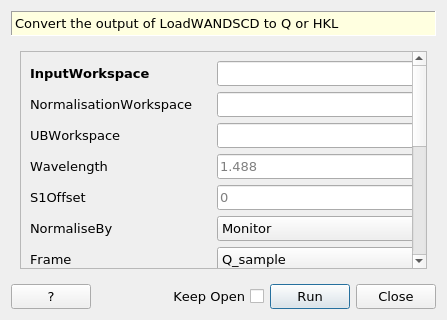 Convert the output of LoadWANDSCD to Q or HKL
InputWorkspace
NormalisationWorkspace
UBWorkspace
Wavelength 1.488
S1Offset 0
NormaliseBy Monitor
Frame Q_sample
? Keep Open Run Close